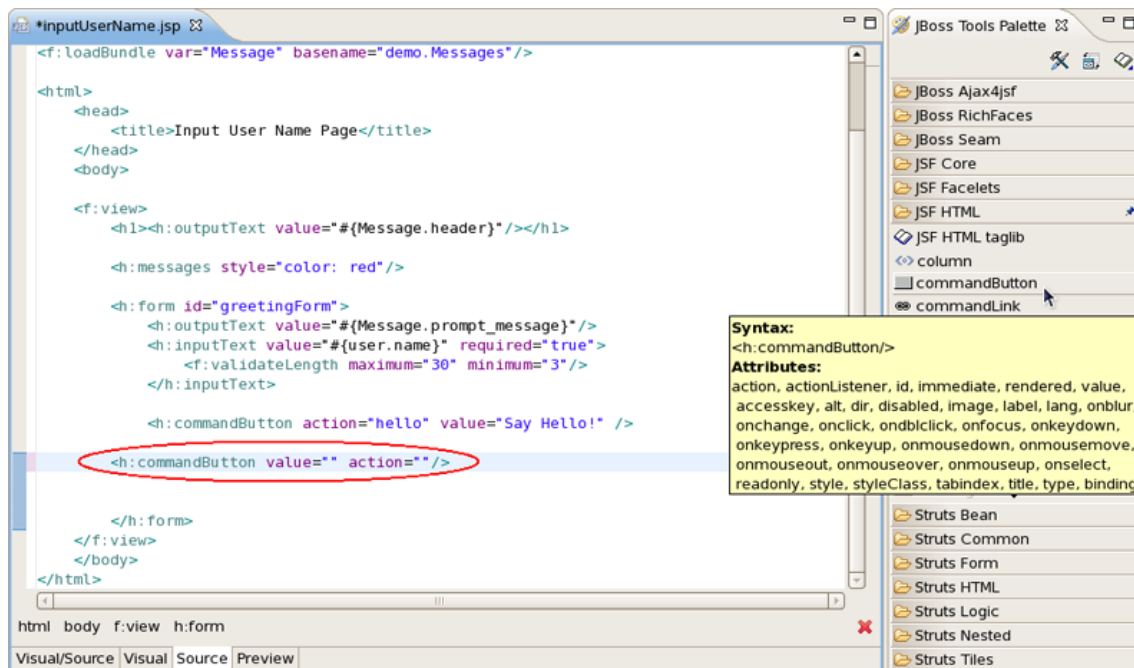 *inputUserName.jsp
<f:loadBundle var="Message" basename="demo.Messages"/>
<html>
<head>
<title>Input User Name Page</title>
</head>
<body>
<f:view>
<h1><h:outputText value="#{Message.header}"/></h1>
<h:messages style="color: red"/>
<h:form id="greetingForm">
<h:outputText value="#{Message.prompt_message}"/>
<h:inputText value="#{user.name}" required="true">
<f:validateLength maximum="30" minimum="3"/>
</h:inputText>
<h:commandButton action="hello" value="Say Hello!" />
<h:commandButton value="" action=""/>
</h:form>
</f:view>
</body>
</html>
html body f:view h:form
Visual/Source Visual Source Preview
JBoss Tools Palette
JBoss Ajax4jsf
JBoss RichFaces
JBoss Seam
JSF Core
JSF Facelets
JSF HTML
JSF HTML taglib
column
commandButton
commandLink
Syntax:
<h:commandButton/>
Attributes:
action, actionListener, id, immediate, rendered, value,
accesskey, alt, dir, disabled, image, label, lang, onblur,
onchange, onclick, ondblclick, onfocus, onkeydown,
onkeypress, onkeyup, onmousedown, onmousemove,
onmouseout, onmouseover, onmouseup, onselect,
readonly, style, styleClass, tabindex, title, type, binding
Struts Bean
Struts Common
Struts Form
Struts HTML
Struts Logic
Struts Nested
Struts Tiles